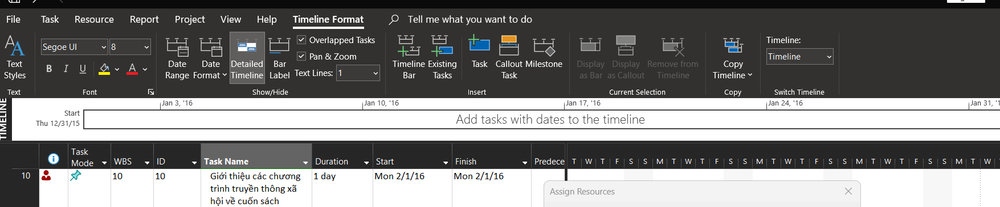 File Task Resource Report Project View Help Timeline Format Tell me what you want to do
Segoe UI 8
Overlapped Tasks
Pan & Zoom
Text Lines: 1
Timeline:
Timeline
Text Styles
B I U A
Date Range
Date Format
Detailed Timeline
Bar Label
Timeline Bar
Existing Tasks
Task
Callout Task
Milestone
Display as Bar
Display as Callout
Remove from Timeline
Copy Timeline
Text Font Show/Hide Insert Current Selection Copy Switch Timeline
TIMELINE
Jan 3, '16 Jan 10, '16 Jan 17, '16 Jan 24, '16 Jan 31, '1
Start
Thu 12/31/15
Add tasks with dates to the timeline
Task Mode WBS ID Task Name Duration Start Finish Predece T W T F S S M T W T F S S M T W T F S S M T W T F S S M T W
10 10 10 Giới thiệu các chương 1 day Mon 2/1/16 Mon 2/1/16
trình truyền thông xã
hội về cuốn sách
Assign Resources